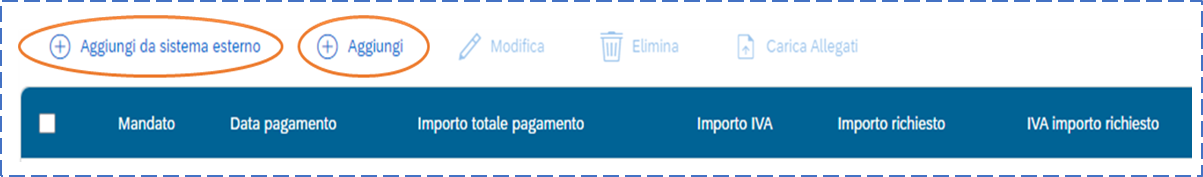 Aggiungi da sistema esterno Aggiungi Modifica Elimina Carica Allegati
Mandato Data pagamento Importo totale pagamento Importo IVA Importo richiesto IVA importo richiesto